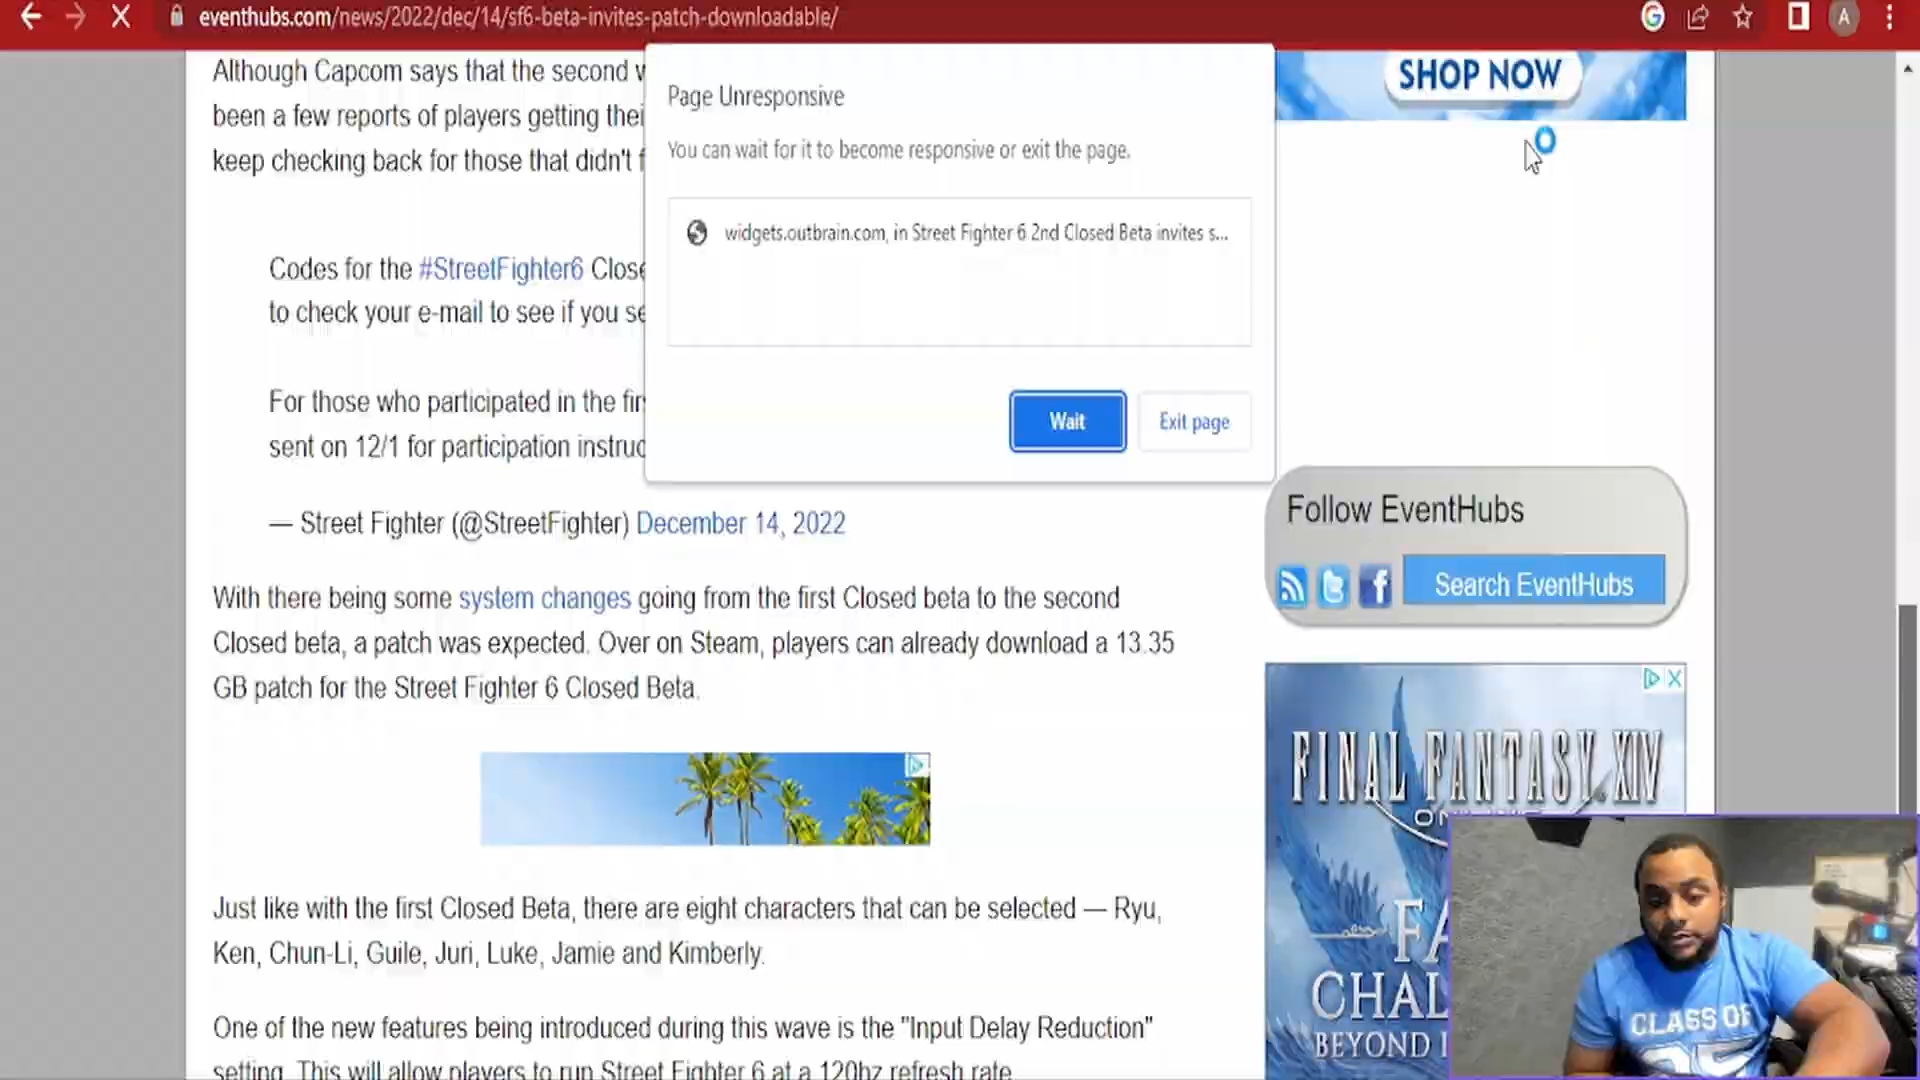 eventhubs.com/news/2022/dec/14/sf6-beta-invites-patch-downloadable/
A
Although Capcom says that the second
been a few reports of players getting
keep checking back for those that didn't
Page Unresponsive
You can wait for it to become responsive or exit the page.
widgets.outbrain.com, in Street Fighter 6 2nd Closed Beta invites s...
Wait
Exit page
SHOP NOW
Codes for the #StreetFighter6
to check your e-mail to see if you
For those who participated in the
sent on 12/1 for participation
— Street Fighter (@StreetFighter) December 14, 2022
Follow EventHubs
Search EventHubs
With there being some system changes going from the first Closed beta to the second
Closed beta, a patch was expected. Over on Steam, players can already download a 13.35
GB patch for the Street Fighter 6 Closed Beta.
FINAL FANTASY XIV
Just like with the first Closed Beta, there are eight characters that can be selected — Ryu,
Ken, Chun-Li, Guile, Juri, Luke, Jamie and Kimberly.
BEYOND
One of the new features being introduced during this wave is the "Input Delay Reduction"
setting. This will allow players to run Street Fighter 6 at a 120hz refresh rate
CLASS OF